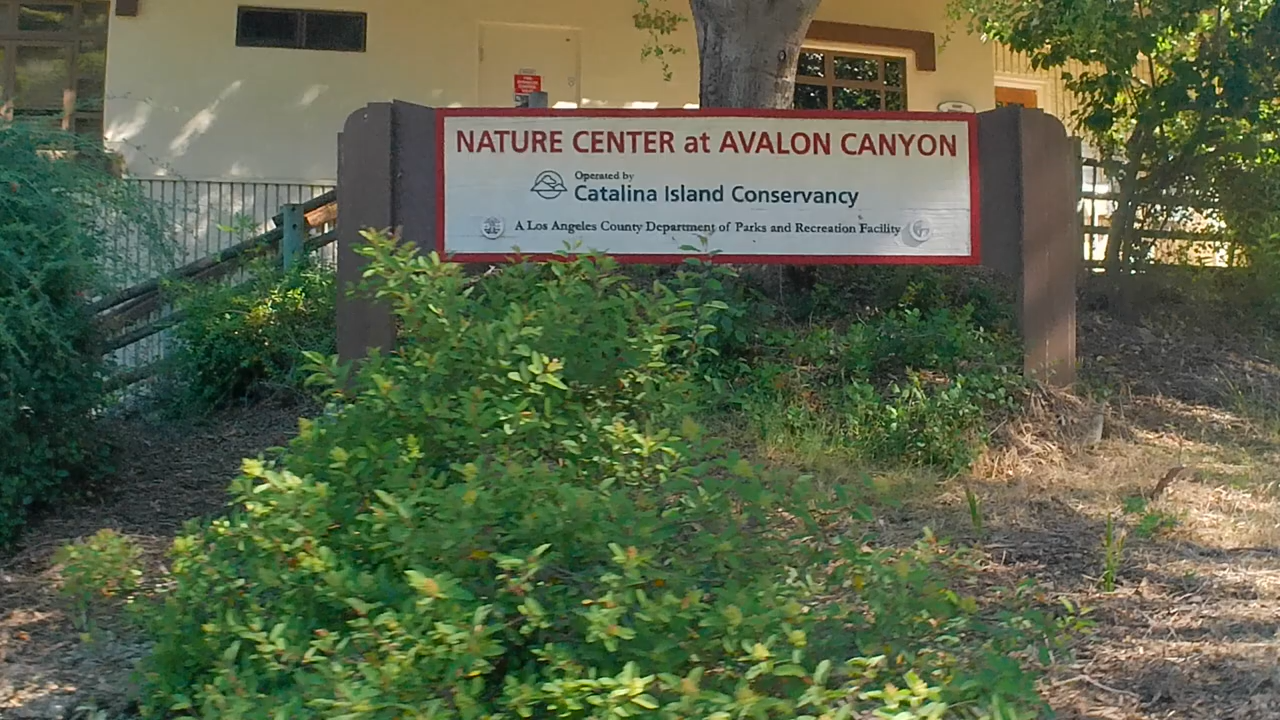 NATURE CENTER at AVALON CANYON
Operated by
Catalina Island Conservancy
A Los Angeles County Department of Parks and Recreation Facility